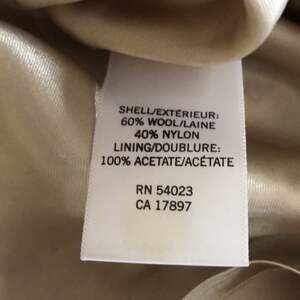 SHELL/EXTÉRIEUR:
60% WOOL/LAINE
40% NYLON
LINING/DOUBLURE:
100% ACETATE/ACÉTATE
RN 54023
CA 17897